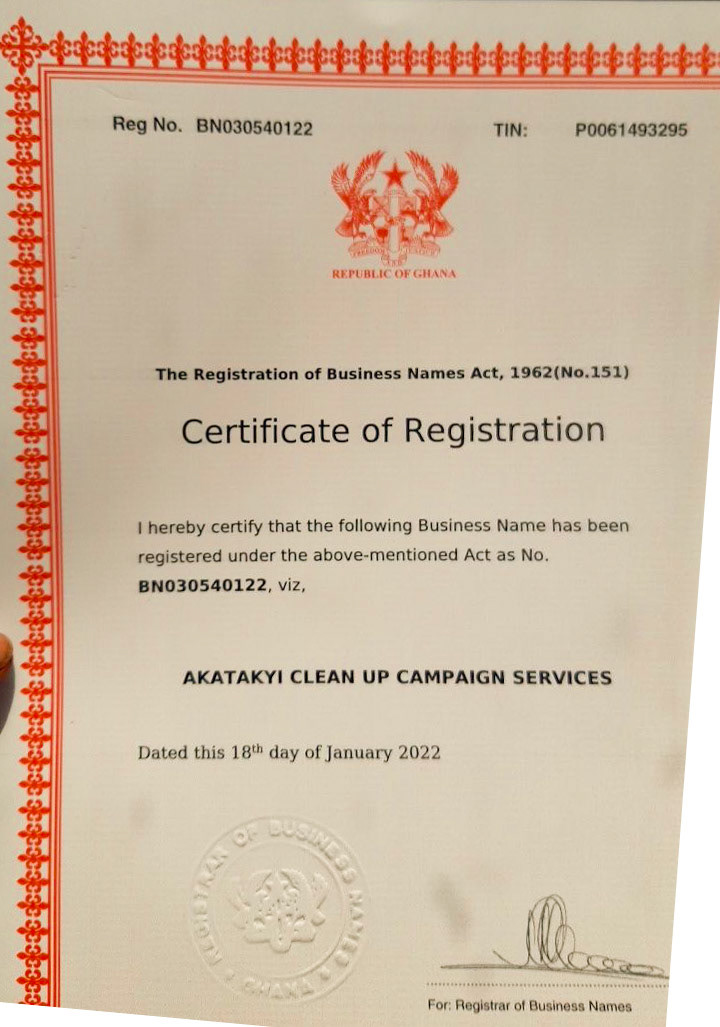 Reg No. BN030540122 TIN: P0061493295
FREEDOM AND JUSTICE
REPUBLIC OF GHANA
The Registration of Business Names Act, 1962(No.151)
Certificate of Registration
I hereby certify that the following Business Name has been
registered under the above-mentioned Act as No.
BN030540122, viz,
AKATAKYI CLEAN UP CAMPAIGN SERVICES
Dated this 18th day of January 2022
REGISTRAR OF BUSINESS NAMES
GHANA
For: Registrar of Business Names